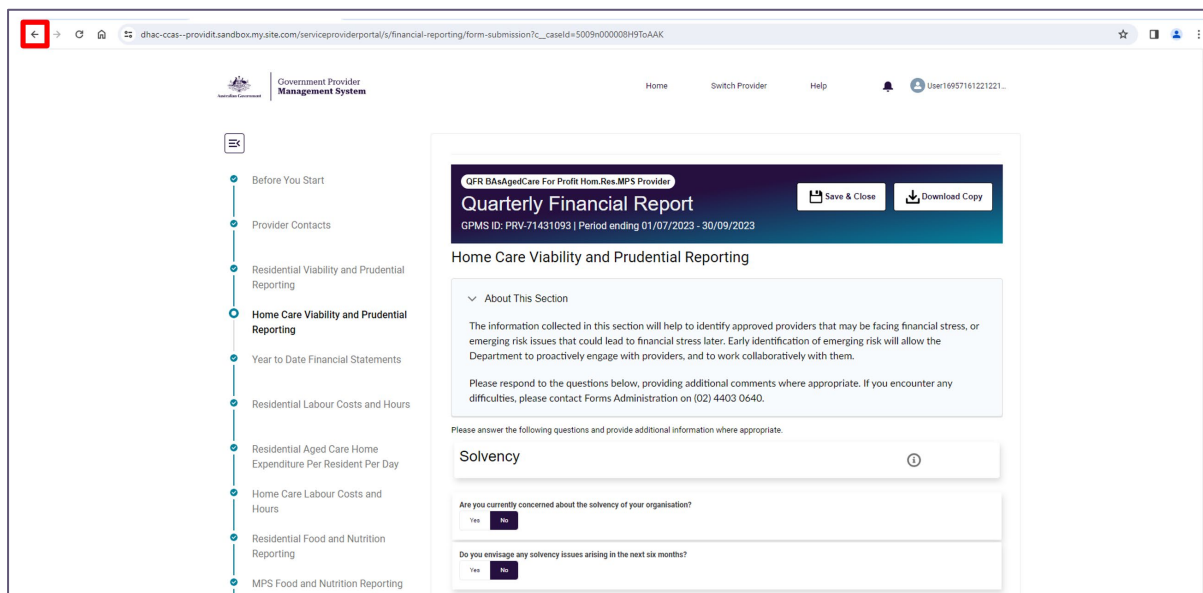 dhac-ccas--providit.sandbox.my.site.com/serviceproviderportal/s/financial-reporting/form-submission?c__caseId=5009n000008H9ToAAK
Australian Government
Government Provider
Management System
Home
Switch Provider
Help
User16957161221221...
Before You Start
Provider Contacts
Residential Viability and Prudential
Reporting
Home Care Viability and Prudential
Reporting
Year to Date Financial Statements
Residential Labour Costs and Hours
Residential Aged Care Home
Expenditure Per Resident Per Day
Home Care Labour Costs and
Hours
Residential Food and Nutrition
Reporting
MPS Food and Nutrition Reporting
QFR BAsAgedCare For Profit Hom.Res.MPS Provider
Quarterly Financial Report
GPMS ID: PRV-71431093 | Period ending 01/07/2023 - 30/09/2023
Save & Close
Download Copy
Home Care Viability and Prudential Reporting
About This Section
The information collected in this section will help to identify approved providers that may be facing financial stress, or
emerging risk issues that could lead to financial stress later. Early identification of emerging risk will allow the
Department to proactively engage with providers, and to work collaboratively with them.
Please respond to the questions below, providing additional comments where appropriate. If you encounter any
difficulties, please contact Forms Administration on (02) 4403 0640.
Please answer the following questions and provide additional information where appropriate.
Solvency
Are you currently concerned about the solvency of your organisation?
Yes No
Do you envisage any solvency issues arising in the next six months?
Yes No